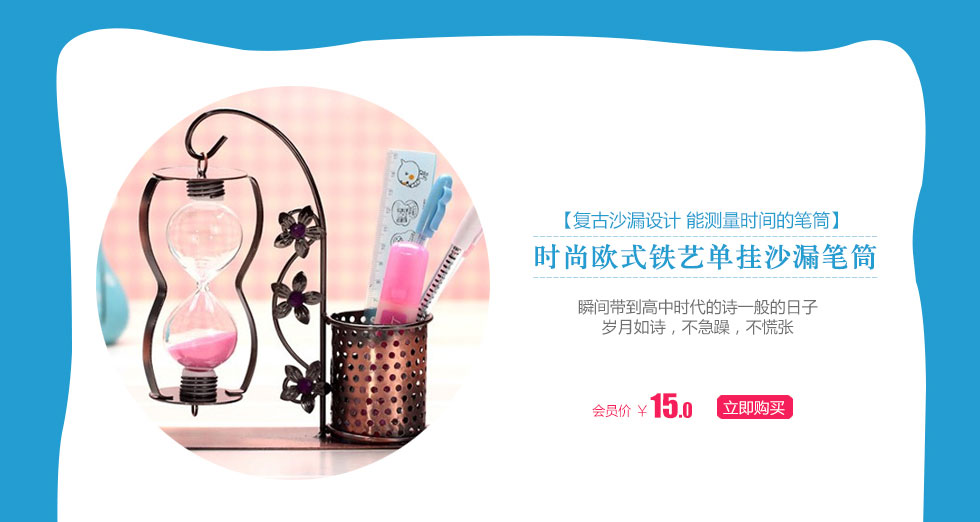 【复古沙漏设计 能测量时间的笔筒】
时尚欧式铁艺单挂沙漏笔筒
瞬间带到高中时代的诗一般的日子
岁月如诗，不急躁，不慌张
会员价 ￥15.0 立即购买